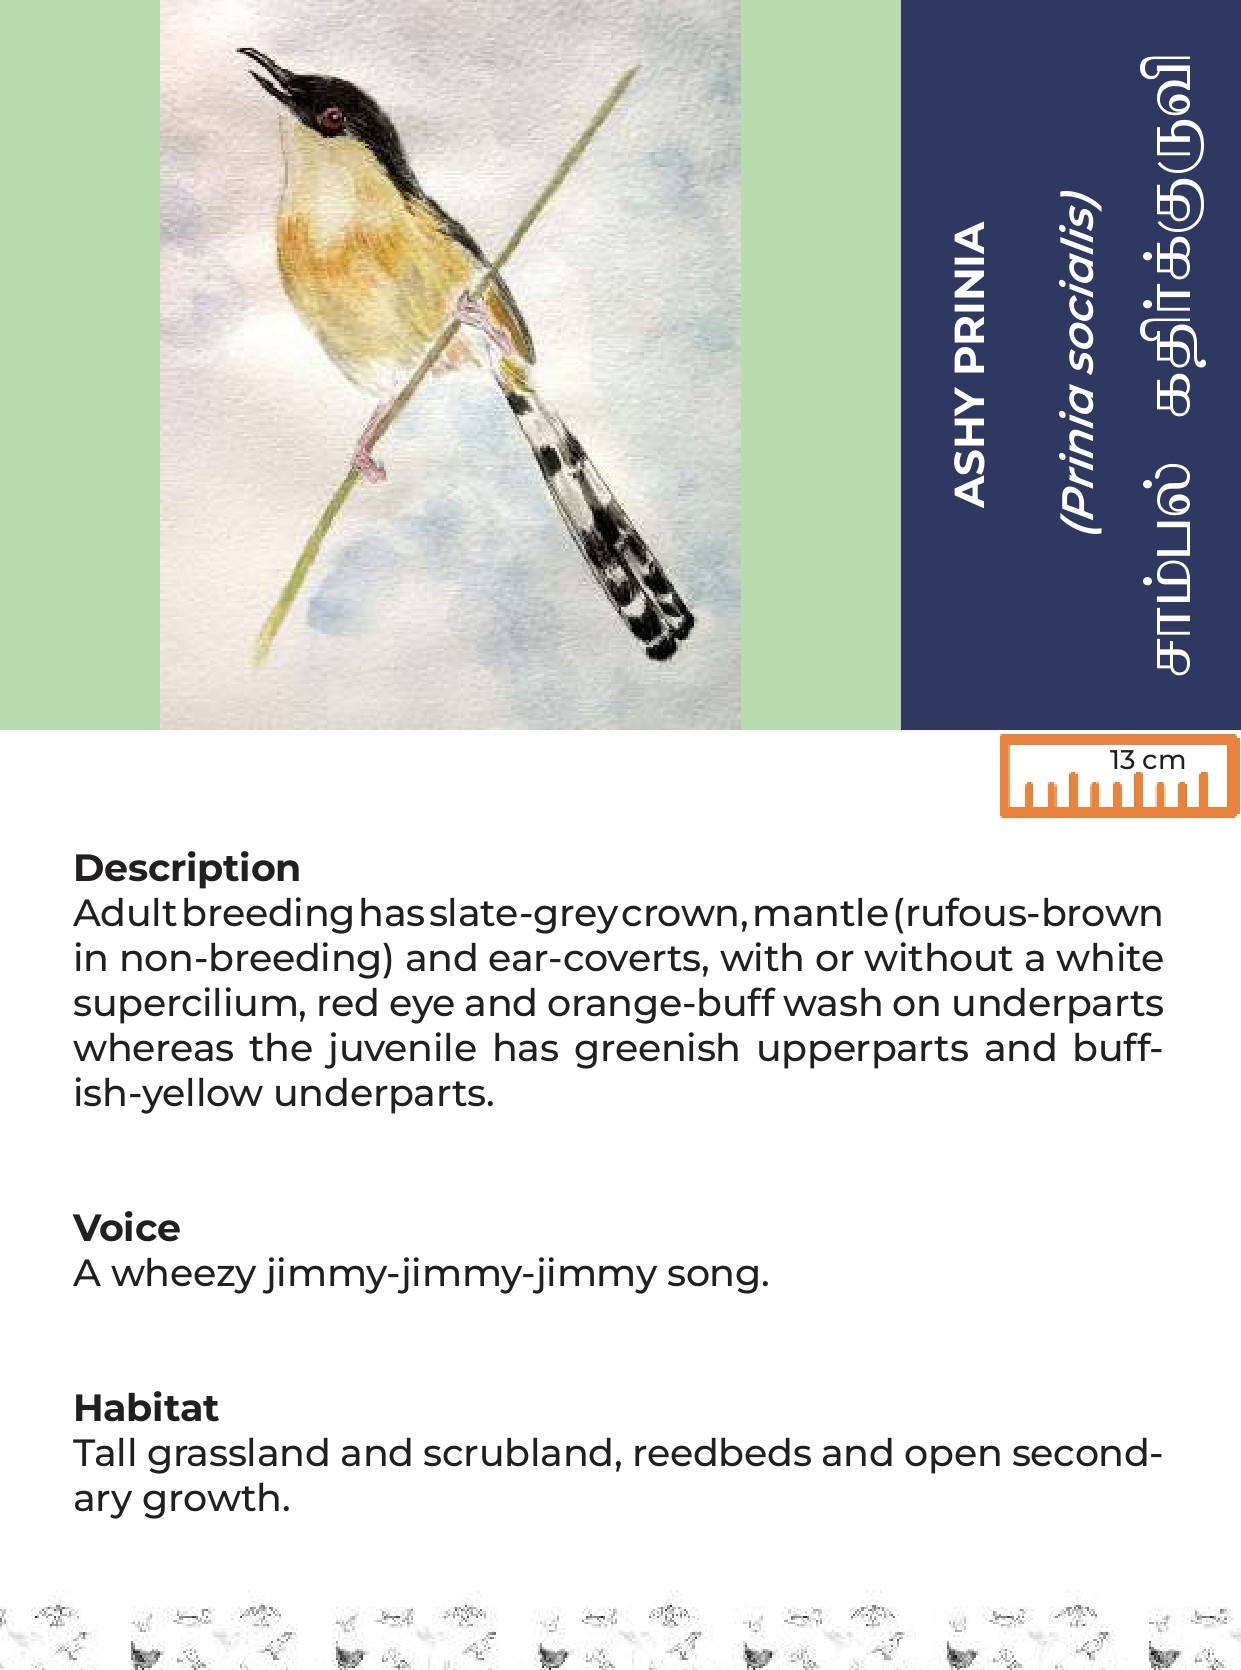 ASHY PRINIA
(Prinia socialis)
சாம்பல் கதிர்க்குருவி
13 cm
Description
Adult breeding has slate-grey crown, mantle (rufous-brown
in non-breeding) and ear-coverts, with or without a white
supercilium, red eye and orange-buff wash on underparts
whereas the juvenile has greenish upperparts and buff-
ish-yellow underparts.
Voice
A wheezy jimmy-jimmy-jimmy song.
Habitat
Tall grassland and scrubland, reedbeds and open second-
ary growth.